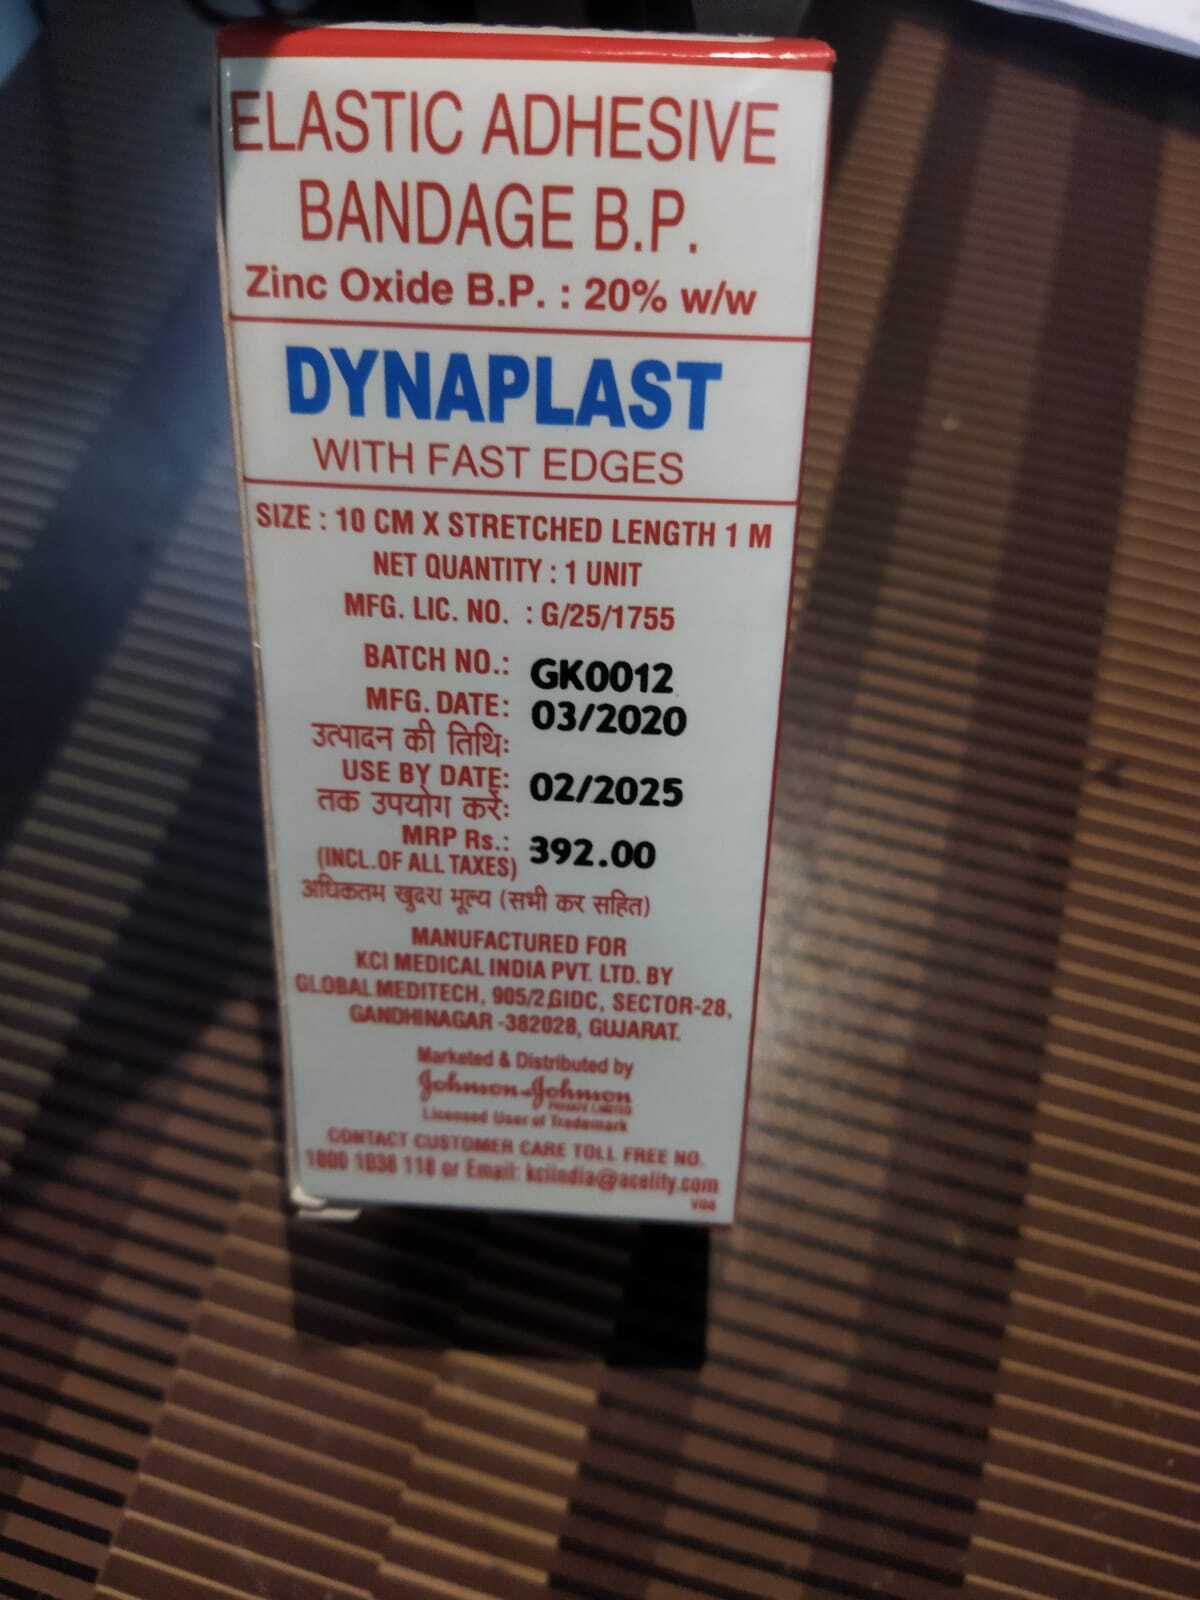 ELASTIC ADHESIVE
BANDAGE B.P.
Zinc Oxide B.P. : 20% w/w
DYNAPLAST
WITH FAST EDGES
SIZE : 10 CM X STRETCHED LENGTH 1 M
NET QUANTITY : 1 UNIT
MFG. LIC. NO. : G/25/1755
BATCH NO.: GK0012
MFG. DATE: 03/2020
उत्पादन की तिथिः
USE BY DATE: 02/2025
तक उपयोग करेंः
MRP Rs.: 392.00
(INCL.OF ALL TAXES)
अधिकतम खुदरा मूल्य (सभी कर सहित)
MANUFACTURED FOR
KCI MEDICAL INDIA PVT. LTD. BY
GLOBAL MEDITECH, 905/2,GIDC, SECTOR-28,
GANDHINAGAR -382028, GUJARAT.
Marketed & Distributed by
Johnson & Johnson
PRIVATE LIMITED
Licensed User of Trademark
CONTACT CUSTOMER CARE TOLL FREE NO.
or Email: kciindia@acelity.com